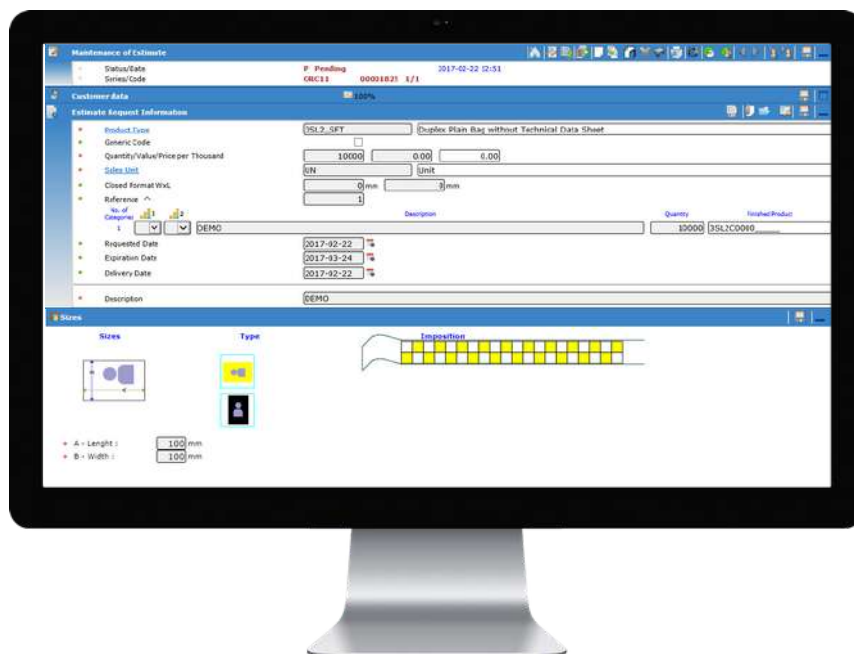 Maintenance of Estimate
Status/Date P Pending 2017-02-22 12:51
Series/Code ORC11 00001825 1/1
Customer data 100%
Estimate Request Information
Product Type 3SL2_SFT Duplex Plain Bag without Technical Data Sheet
Generic Code
Quantity/Value/Price per Thousand 10000 0.00 0.00
Sales Unit UN Unit
Closed Format WxL 0 mm 0 mm
Reference 1
No. of Categories 1 2 Description Quantity Finished Product
1 DEMO 10000 3SL2C0000_____
Requested Date 2017-02-22
Expiration Date 2017-03-24
Delivery Date 2017-02-22
Description DEMO
Sizes
Sizes Type Imposition
A - Lenght : 100 mm
B - Width : 100 mm